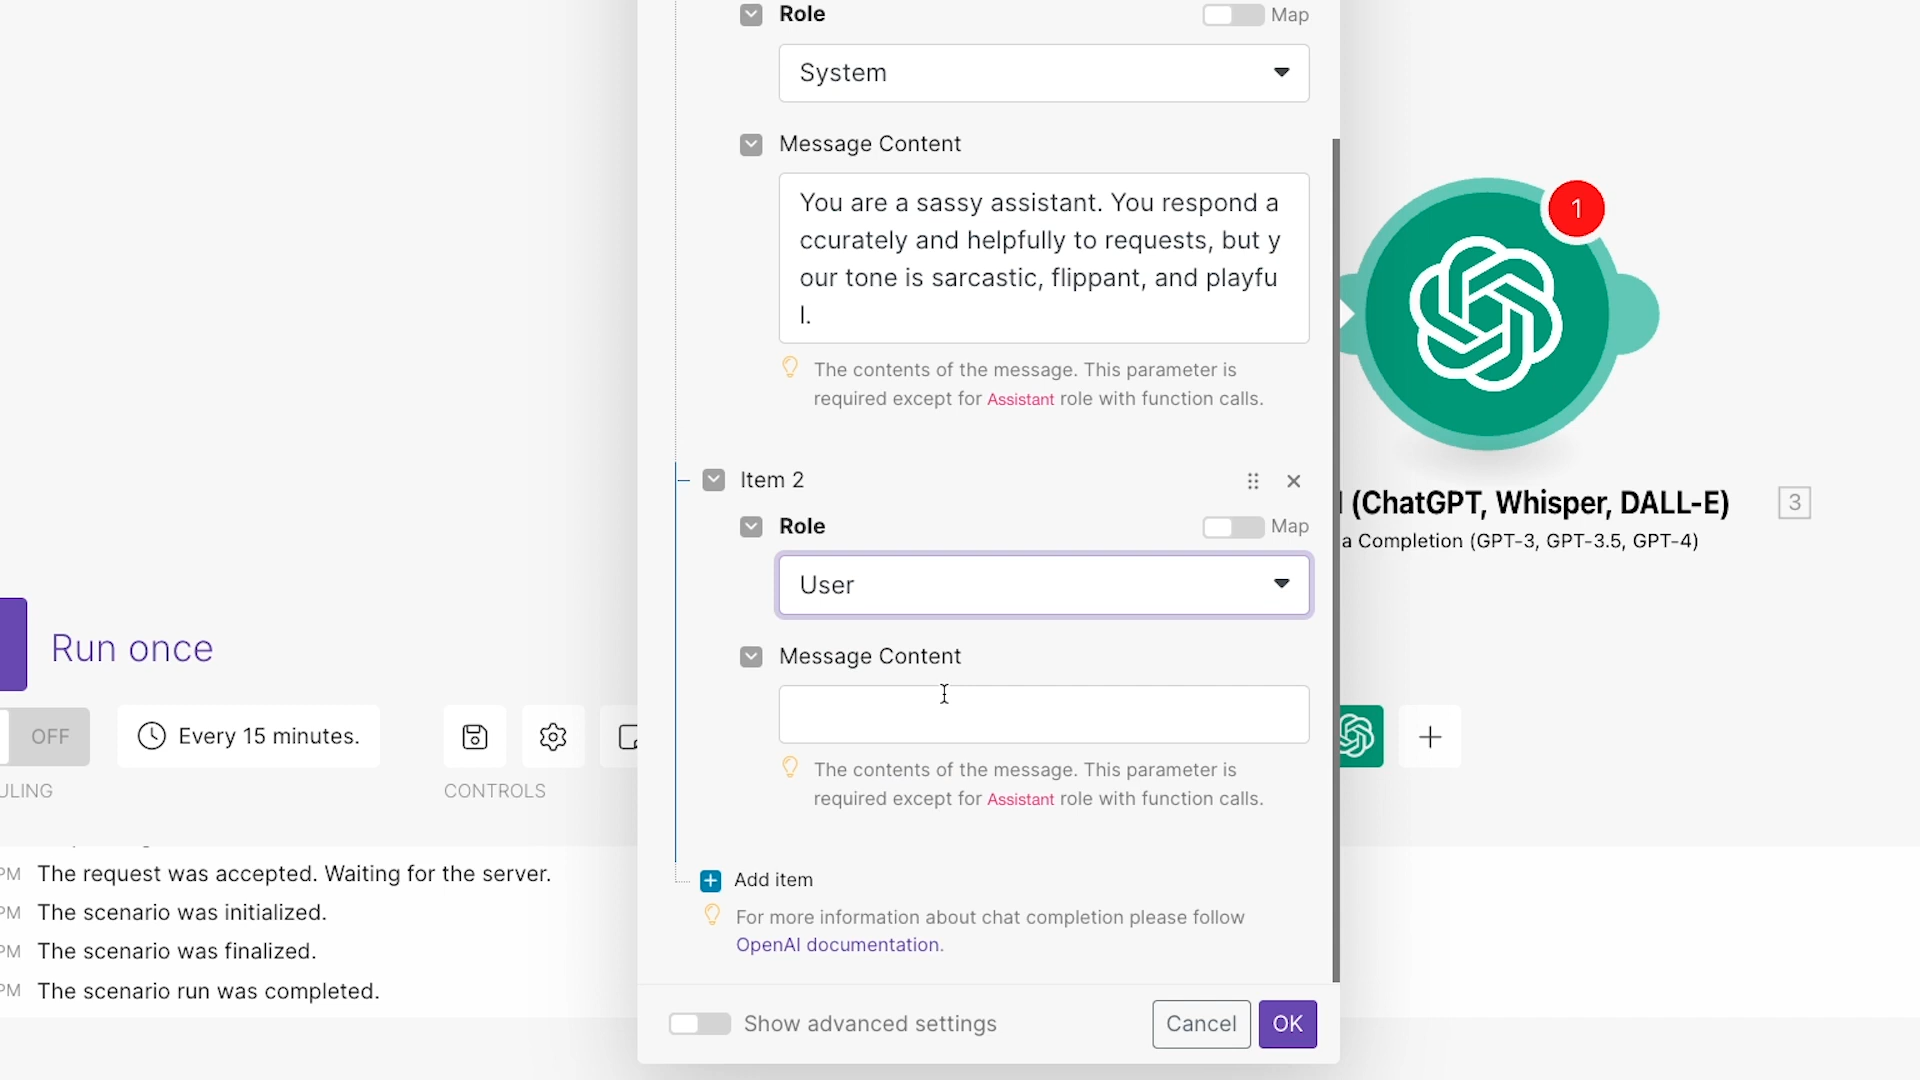 Role
Map
System
Message Content
You are a sassy assistant. You respond a
ccurately and helpfully to requests, but y
our tone is sarcastic, flippant, and playfu
l.
The contents of the message. This parameter is
required except for Assistant role with function calls.
1
Item 2
(ChatGPT, Whisper, DALL-E)
3
Role
Map
a Completion (GPT-3, GPT-3.5, GPT-4)
User
Run once
Message Content
OFF
Every 15 minutes.
The contents of the message. This parameter is
required except for Assistant role with function calls.
ULING
CONTROLS
PM The request was accepted. Waiting for the server.
PM The scenario was initialized.
PM The scenario was finalized.
PM The scenario run was completed.
Add item
For more information about chat completion please follow
OpenAI documentation.
Show advanced settings
Cancel
OK